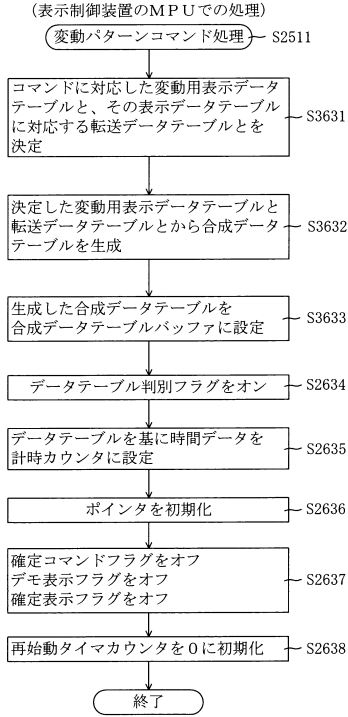 (表示制御装置のＭＰＵでの処理)
変動パターンコマンド処理
S2511
コマンドに対応した変動用表示データ
テーブルと、その表示データテーブル
に対応する転送データテーブルとを
決定
S3631
決定した変動用表示データテーブルと
転送データテーブルとから合成データ
テーブルを生成
S3632
生成した合成データテーブルを
合成データテーブルバッファに設定
S3633
データテーブル判別フラグをオン
S2634
データテーブルを基に時間データを
計時カウンタに設定
S2635
ポインタを初期化
S2636
確定コマンドフラグをオフ
デモ表示フラグをオフ
確定表示フラグをオフ
S2637
再始動タイマカウンタを０に初期化
S2638
終了